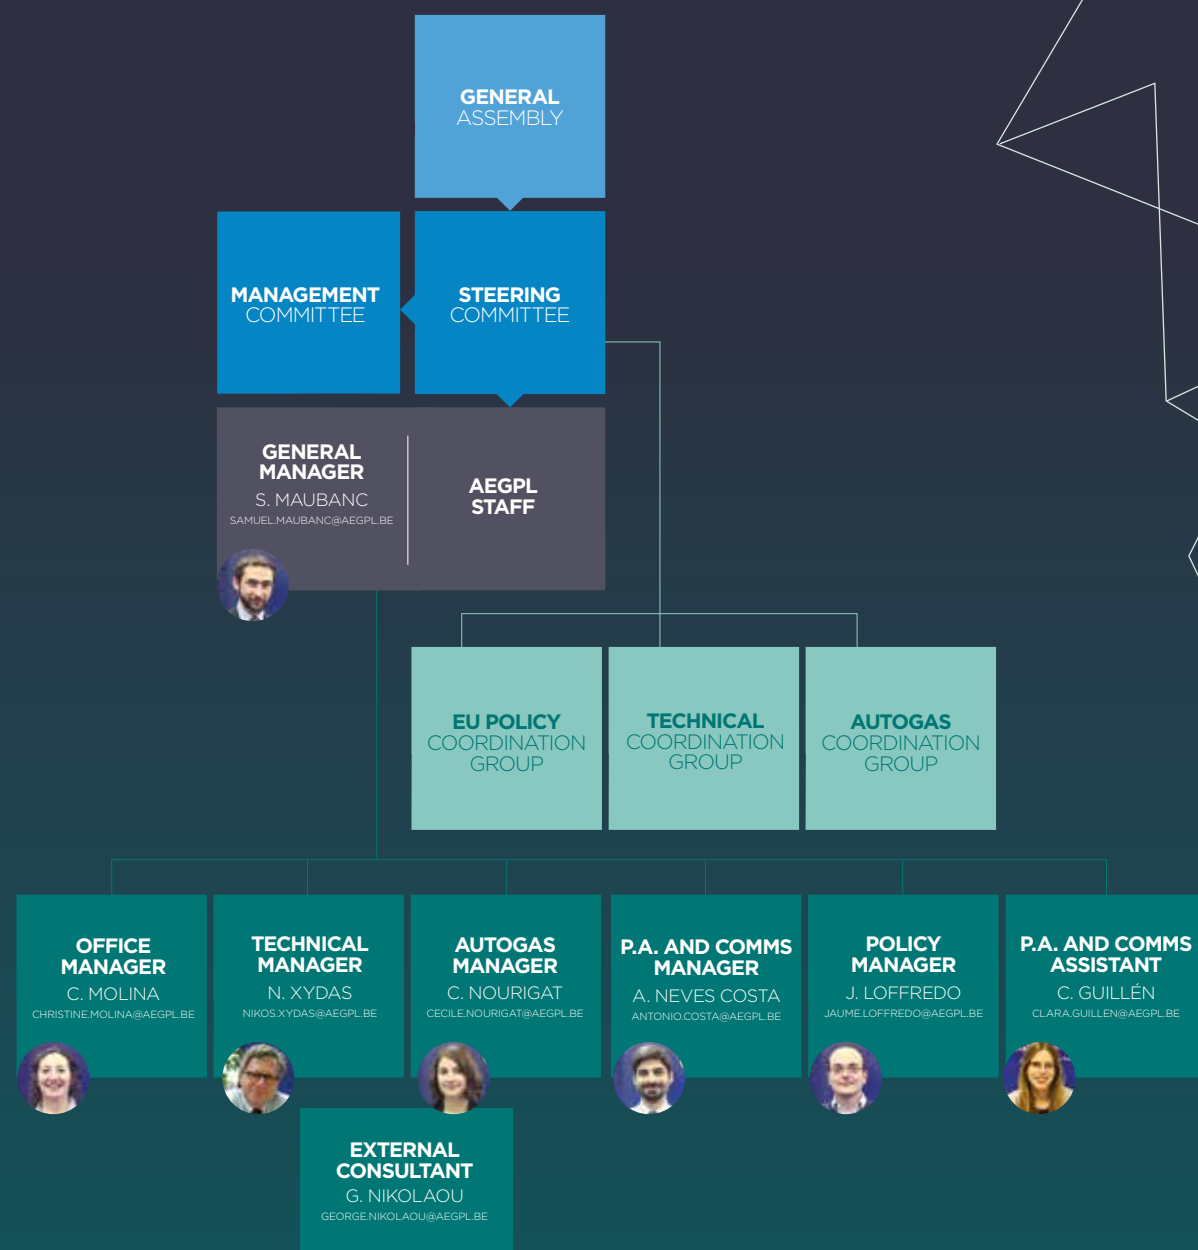 GENERAL
ASSEMBLY
MANAGEMENT
COMMITTEE
STEERING
COMMITTEE
GENERAL
MANAGER
S. MAUBANC
SAMUEL.MAUBANC@AEGPL.BE
AEGPL
STAFF
EU POLICY
COORDINATION
GROUP
TECHNICAL
COORDINATION
GROUP
AUTOGAS
COORDINATION
GROUP
OFFICE
MANAGER
C. MOLINA
CHRISTINE.MOLINA@AEGPL.BE
TECHNICAL
MANAGER
N. XYDAS
NIKOS.XYDAS@AEGPL.BE
AUTOGAS
MANAGER
C. NOURIGAT
CECILE.NOURIGAT@AEGPL.BE
P.A. AND COMMS
MANAGER
A. NEVES COSTA
ANTONIO.COSTA@AEGPL.BE
POLICY
MANAGER
J. LOFFREDO
JAUME.LOFFREDO@AEGPL.BE
P.A. AND COMMS
ASSISTANT
C. GUILLÉN
CLARA.GUILLEN@AEGPL.BE
EXTERNAL
CONSULTANT
G. NIKOLAOU
GEORGE.NIKOLAOU@AEGPL.BE